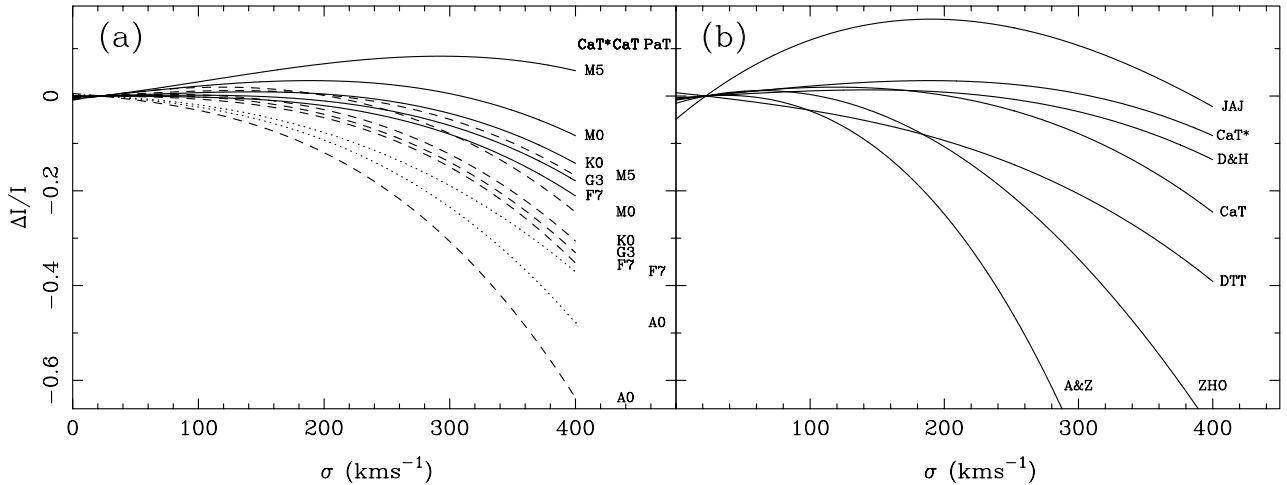 (a)
CaT* CaT PaT
(b)
M5
0
M0
JAJ
CaT*
K0
D&H
G3
M5
F7
−0.2
M0
CaT
ΔI/I
K0
G3
F7
F7
DTT
−0.4
A0
−0.6
A0
A&Z
ZHO
0 100 200 300 400
100 200 300 400
σ (kms⁻¹)
σ (kms⁻¹)